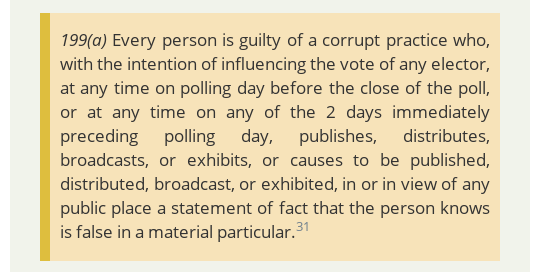 199(a) Every person is guilty of a corrupt practice who,
with the intention of influencing the vote of any elector,
at any time on polling day before the close of the poll,
or at any time on any of the 2 days immediately
preceding polling day, publishes, distributes,
broadcasts, or exhibits, or causes to be published,
distributed, broadcast, or exhibited, in or in view of any
public place a statement of fact that the person knows
is false in a material particular.31